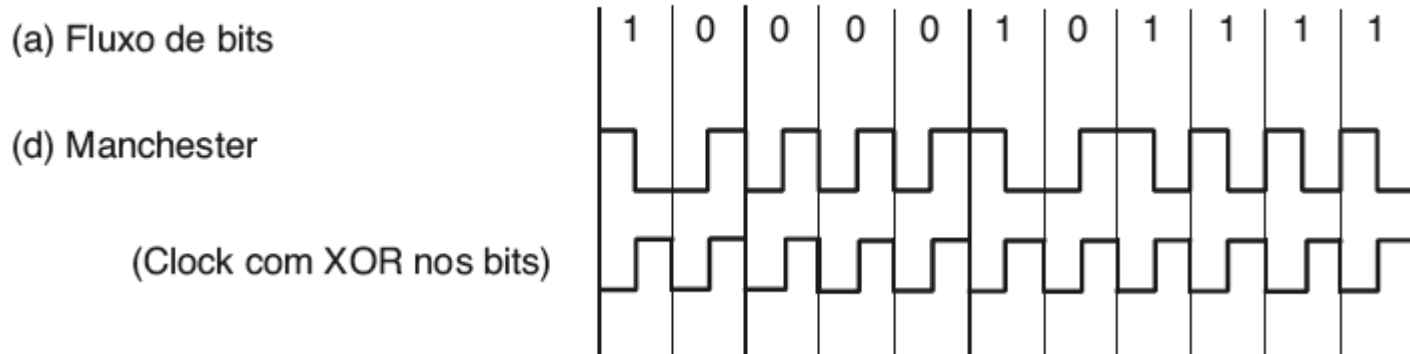 (a) Fluxo de bits 1 0 0 0 0 1 0 1 1 1 1
(d) Manchester
(Clock com XOR nos bits)